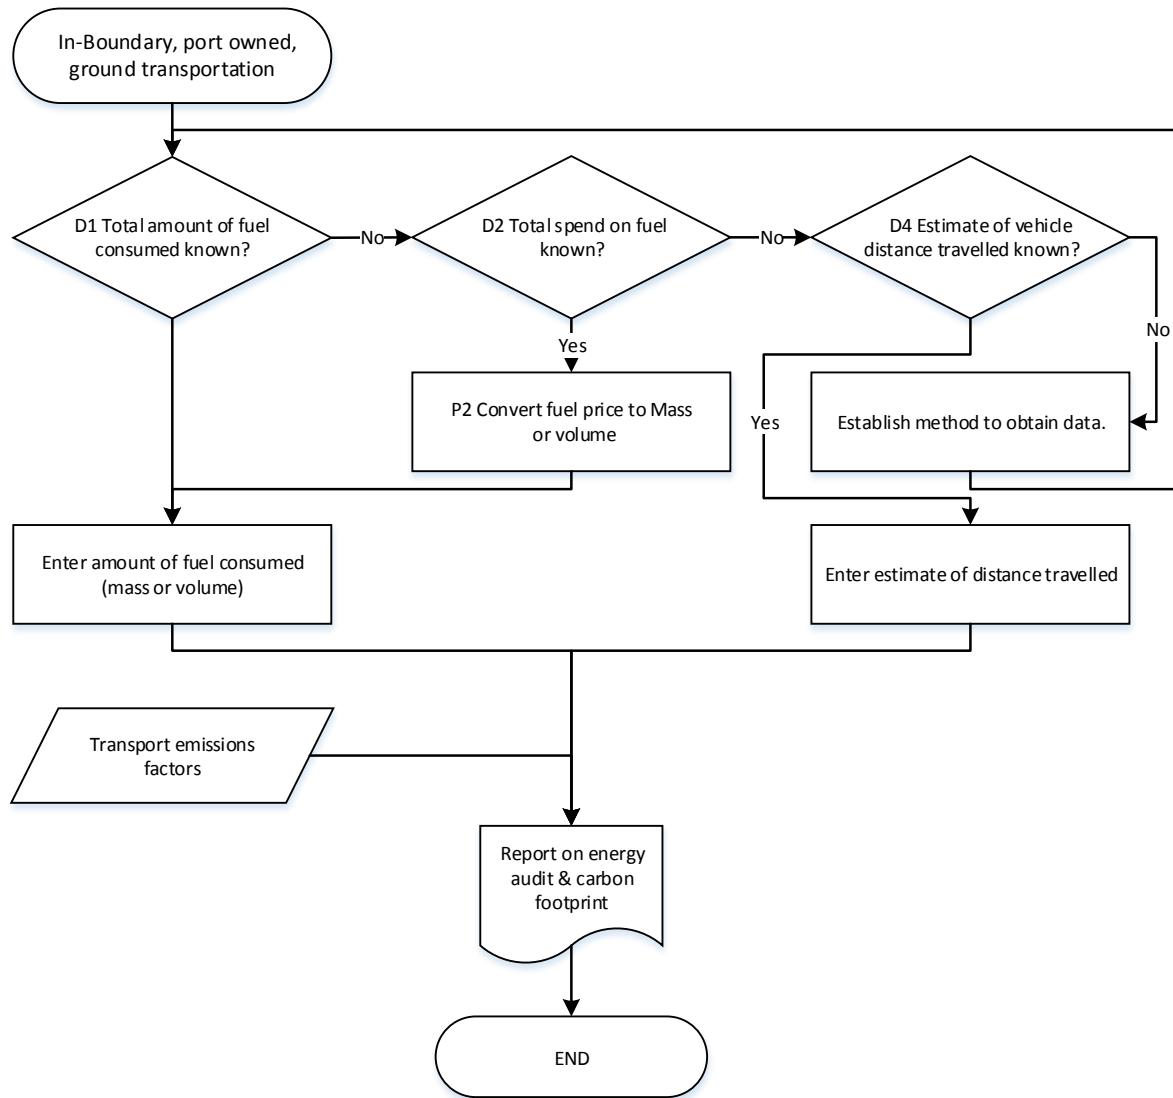 In-Boundary, port owned,
ground transportation
D1 Total amount of fuel
consumed known?
No
D2 Total spend on fuel
known?
No
D4 Estimate of vehicle
distance travelled known?
No
Yes
P2 Convert fuel price to Mass
or volume
Yes
Establish method to obtain data.
Enter amount of fuel consumed
(mass or volume)
Enter estimate of distance travelled
Transport emissions
factors
Report on energy
audit & carbon
footprint
END